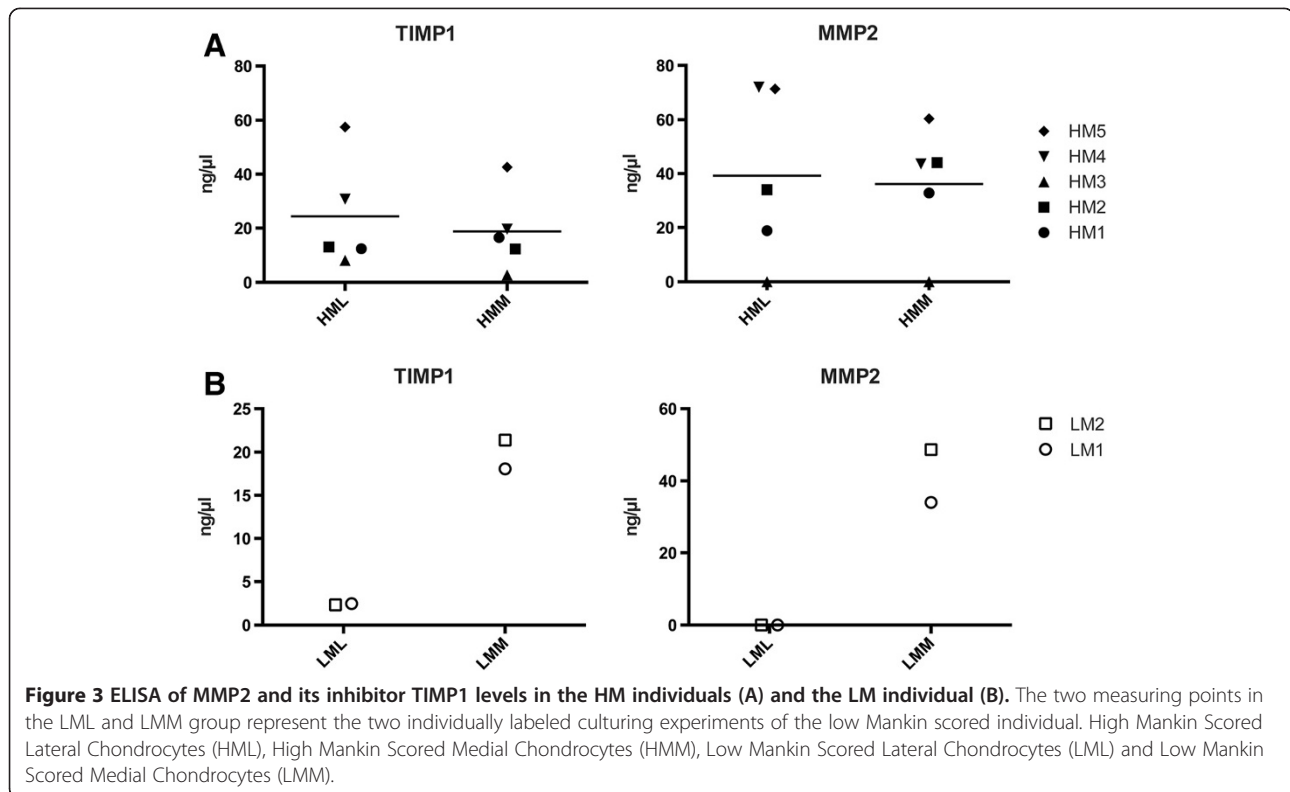 A
TIMP1
MMP2
80
60
40
20
0
ng/µl
HML
HMM
80
60
40
20
0
ng/µl
HML
HMM
HM5
HM4
HM3
HM2
HM1
B
TIMP1
MMP2
25
20
15
10
5
0
ng/µl
LML
LMM
60
40
20
0
ng/µl
LML
LMM
LM2
LM1
Figure 3 ELISA of MMP2 and its inhibitor TIMP1 levels in the HM individuals (A) and the LM individual (B). The two measuring points in
the LML and LMM group represent the two individually labeled culturing experiments of the low Mankin scored individual. High Mankin Scored
Lateral Chondrocytes (HML), High Mankin Scored Medial Chondrocytes (HMM), Low Mankin Scored Lateral Chondrocytes (LML) and Low Mankin
Scored Medial Chondrocytes (LMM).